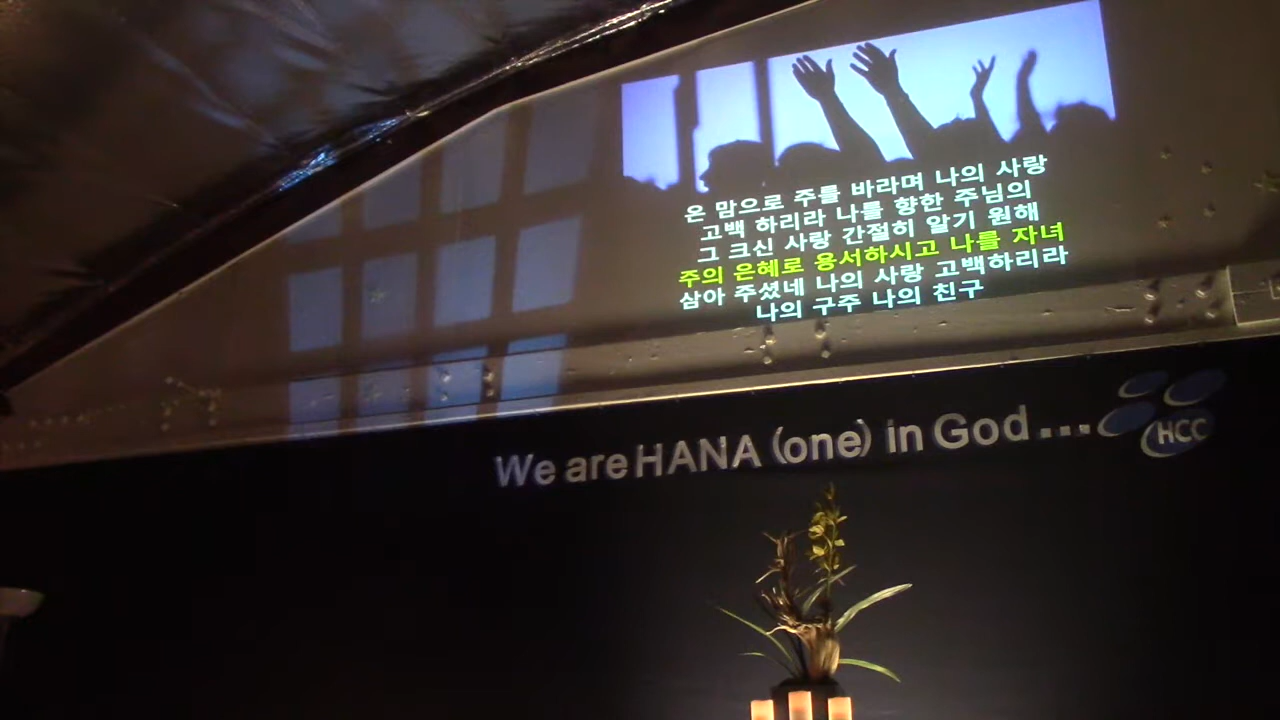 온 맘으로 주를 바라며 나의 사랑
고백 하리라 나를 향한 주님의
그 크신 사랑 간절히 알기 원해
주의 은혜로 용서하시고 나를 자녀
삼아 주셨네 나의 사랑 고백하리라
나의 구주 나의 친구
We are HANA (one) in God ...
HCC